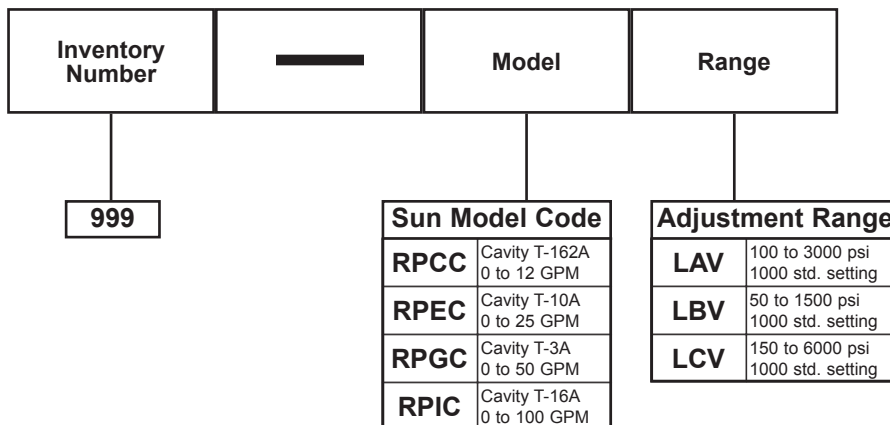 Inventory
Number
—
Model
Range
999
Sun Model Code
RPCC
Cavity T-162A
0 to 12 GPM
RPEC
Cavity T-10A
0 to 25 GPM
RPGC
Cavity T-3A
0 to 50 GPM
RPIC
Cavity T-16A
0 to 100 GPM
Adjustment Range
LAV
100 to 3000 psi
1000 std. setting
LBV
50 to 1500 psi
1000 std. setting
LCV
150 to 6000 psi
1000 std. setting